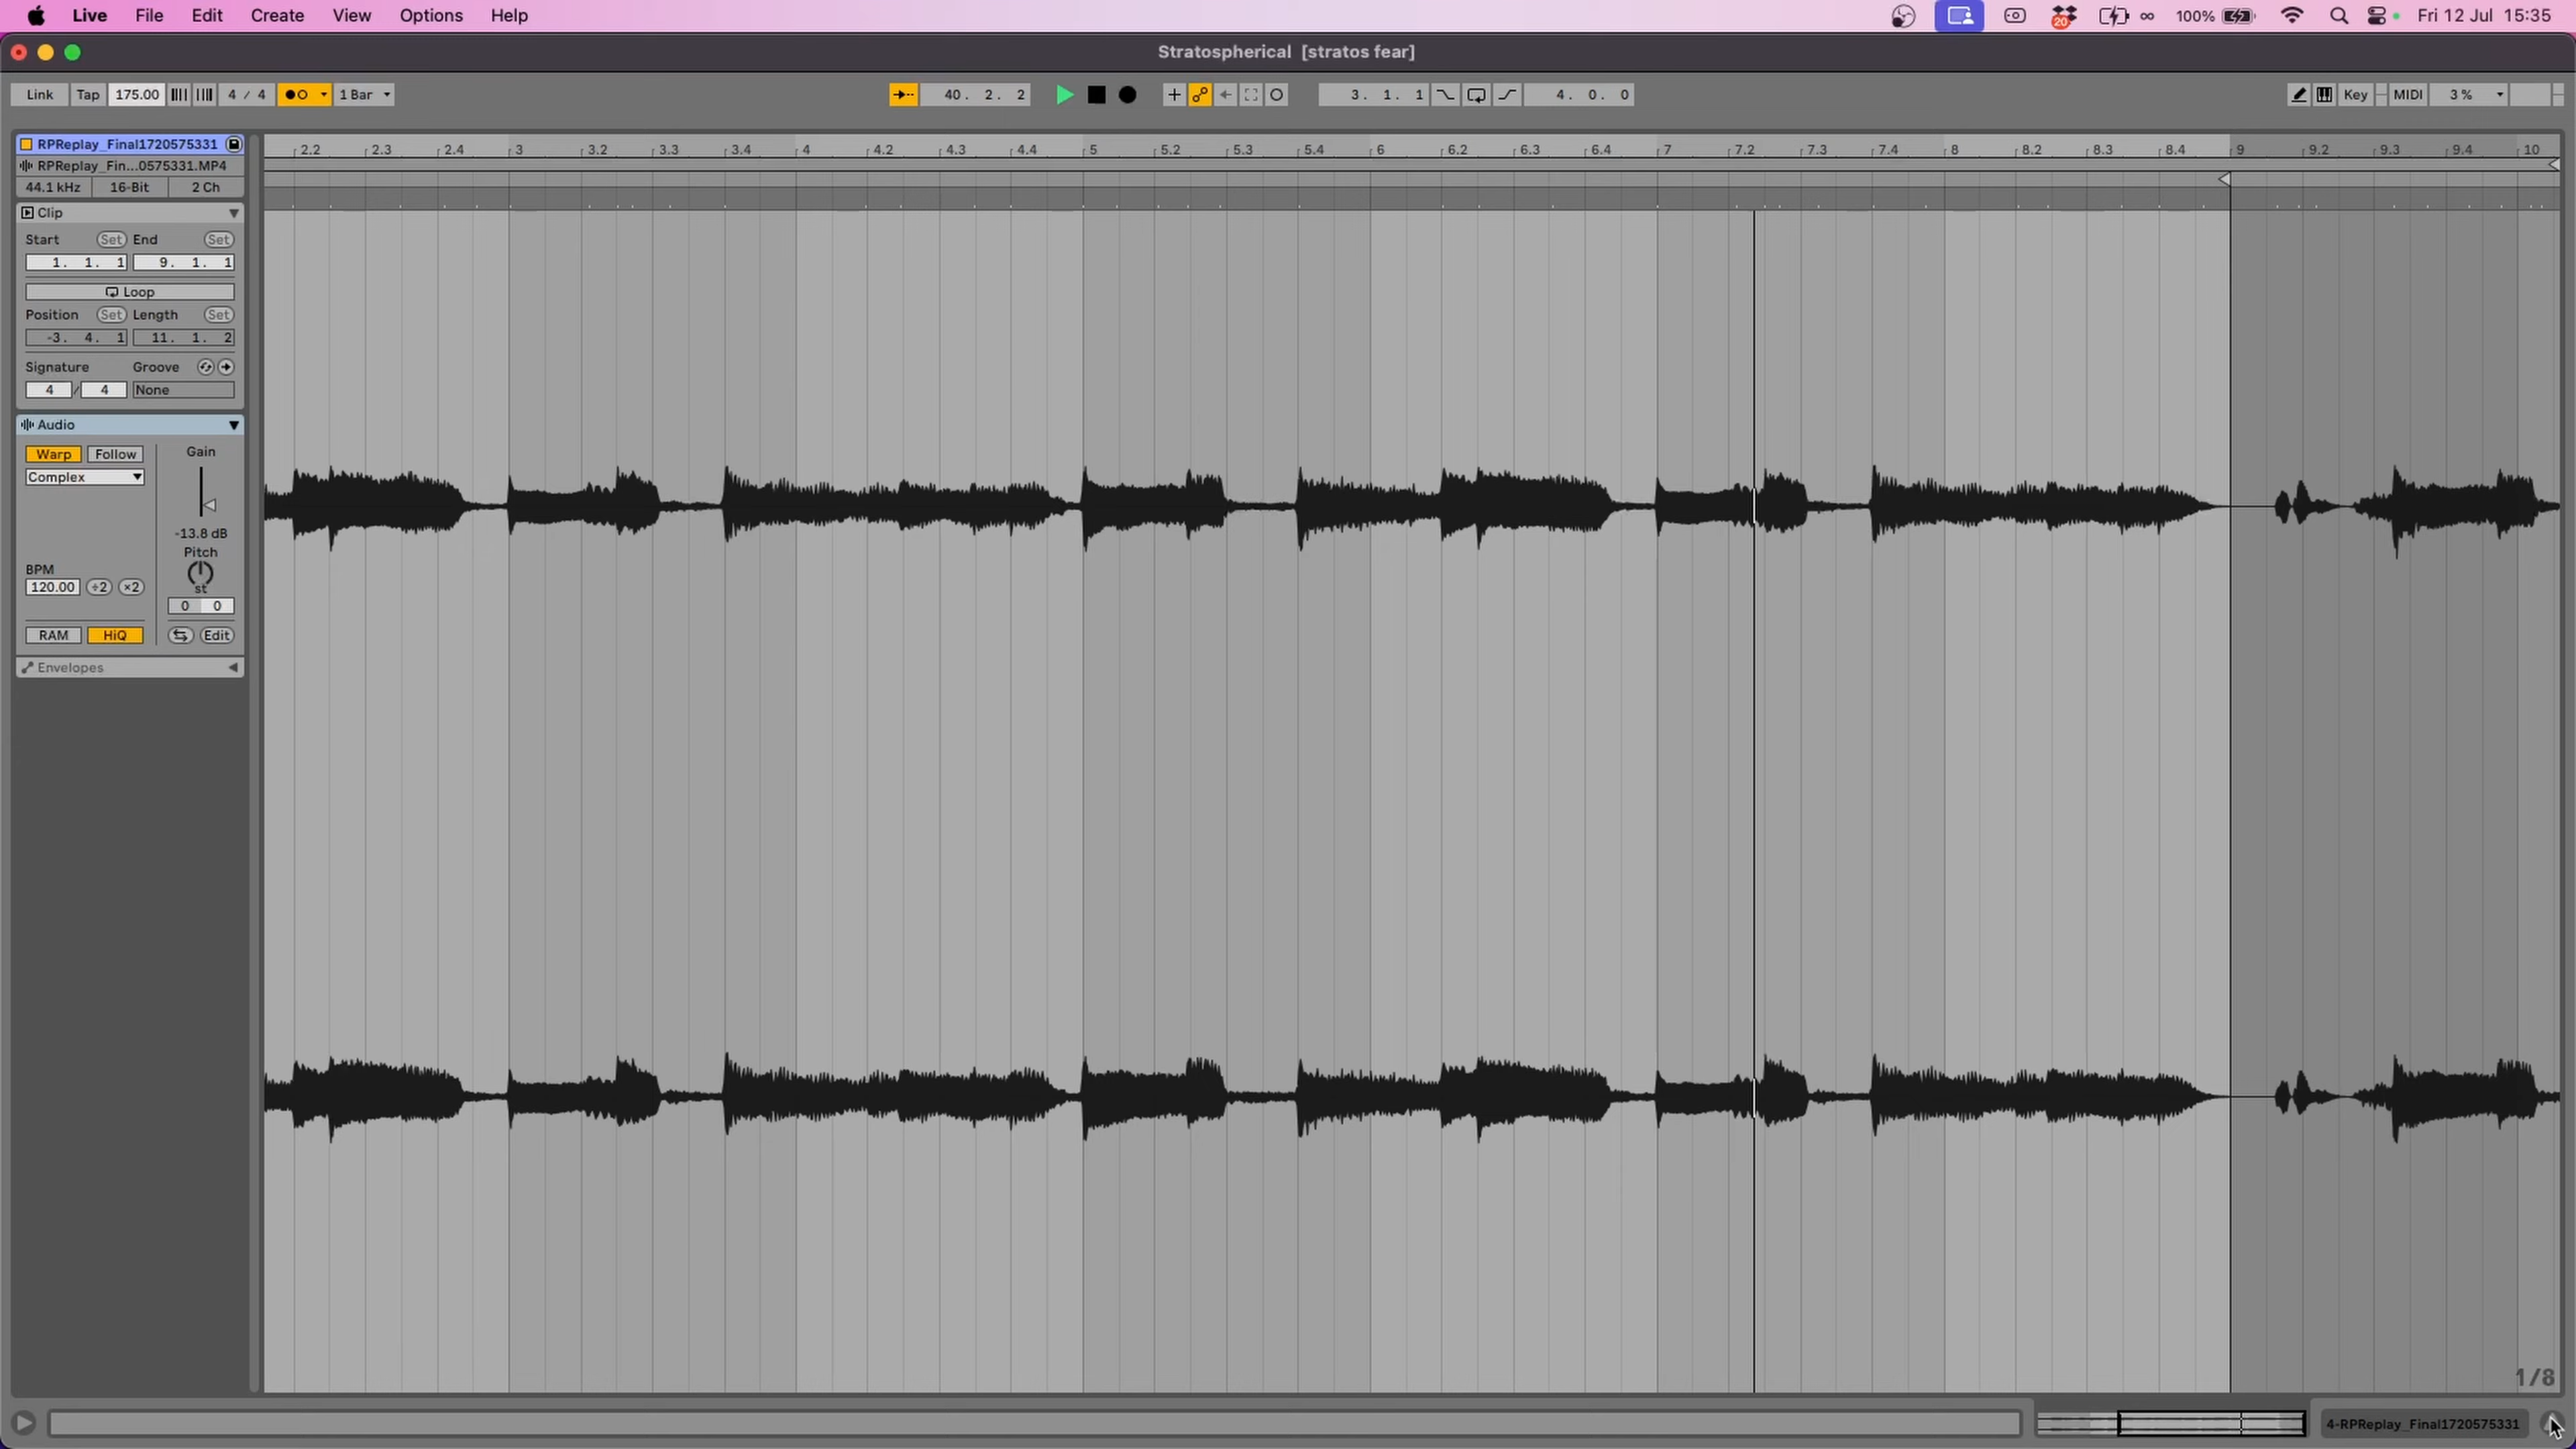 Live File Edit Create View Options Help 20 100% Fri 12 Jul 15:35
Stratospherical [stratos fear]
Link Tap 175.00 4 / 4 1 Bar 40. 2. 2 3. 1. 1 4. 0. 0 Key MIDI 3 %
RPReplay_Final1720575331
2.2 2.3 2.4 3 3.2 3.3 3.4 4 4.2 4.3 4.4 5 5.2 5.3 5.4 6 6.2 6.3 6.4 7 7.2 7.3 7.4 8 8.2 8.3 8.4 9 9.2 9.3 9.4 10
RPReplay_Fin...0575331.MP4
44.1 kHz 16-Bit 2 Ch
Clip
Start Set End Set
1. 1. 1 9. 1. 1
Loop
Position Set Length Set
-3. 4. 1 11. 1. 2
Signature Groove
4 / 4 None
Audio
Warp Follow Gain
Complex
-13.8 dB
Pitch
BPM st
120.00 ÷2 ×2
0 0
RAM HiQ Edit
Envelopes
1/8
4-RPReplay_Final1720575331